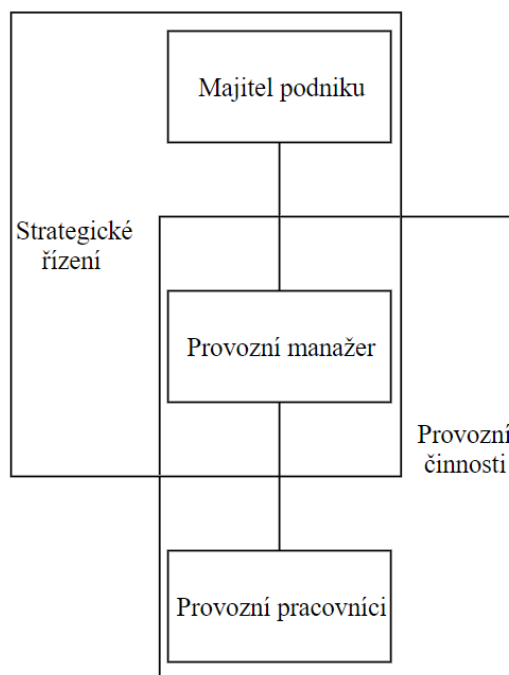 Majitel podniku
Strategické
řízení
Provozní manažer
Provozní
činnosti
Provozní pracovníci